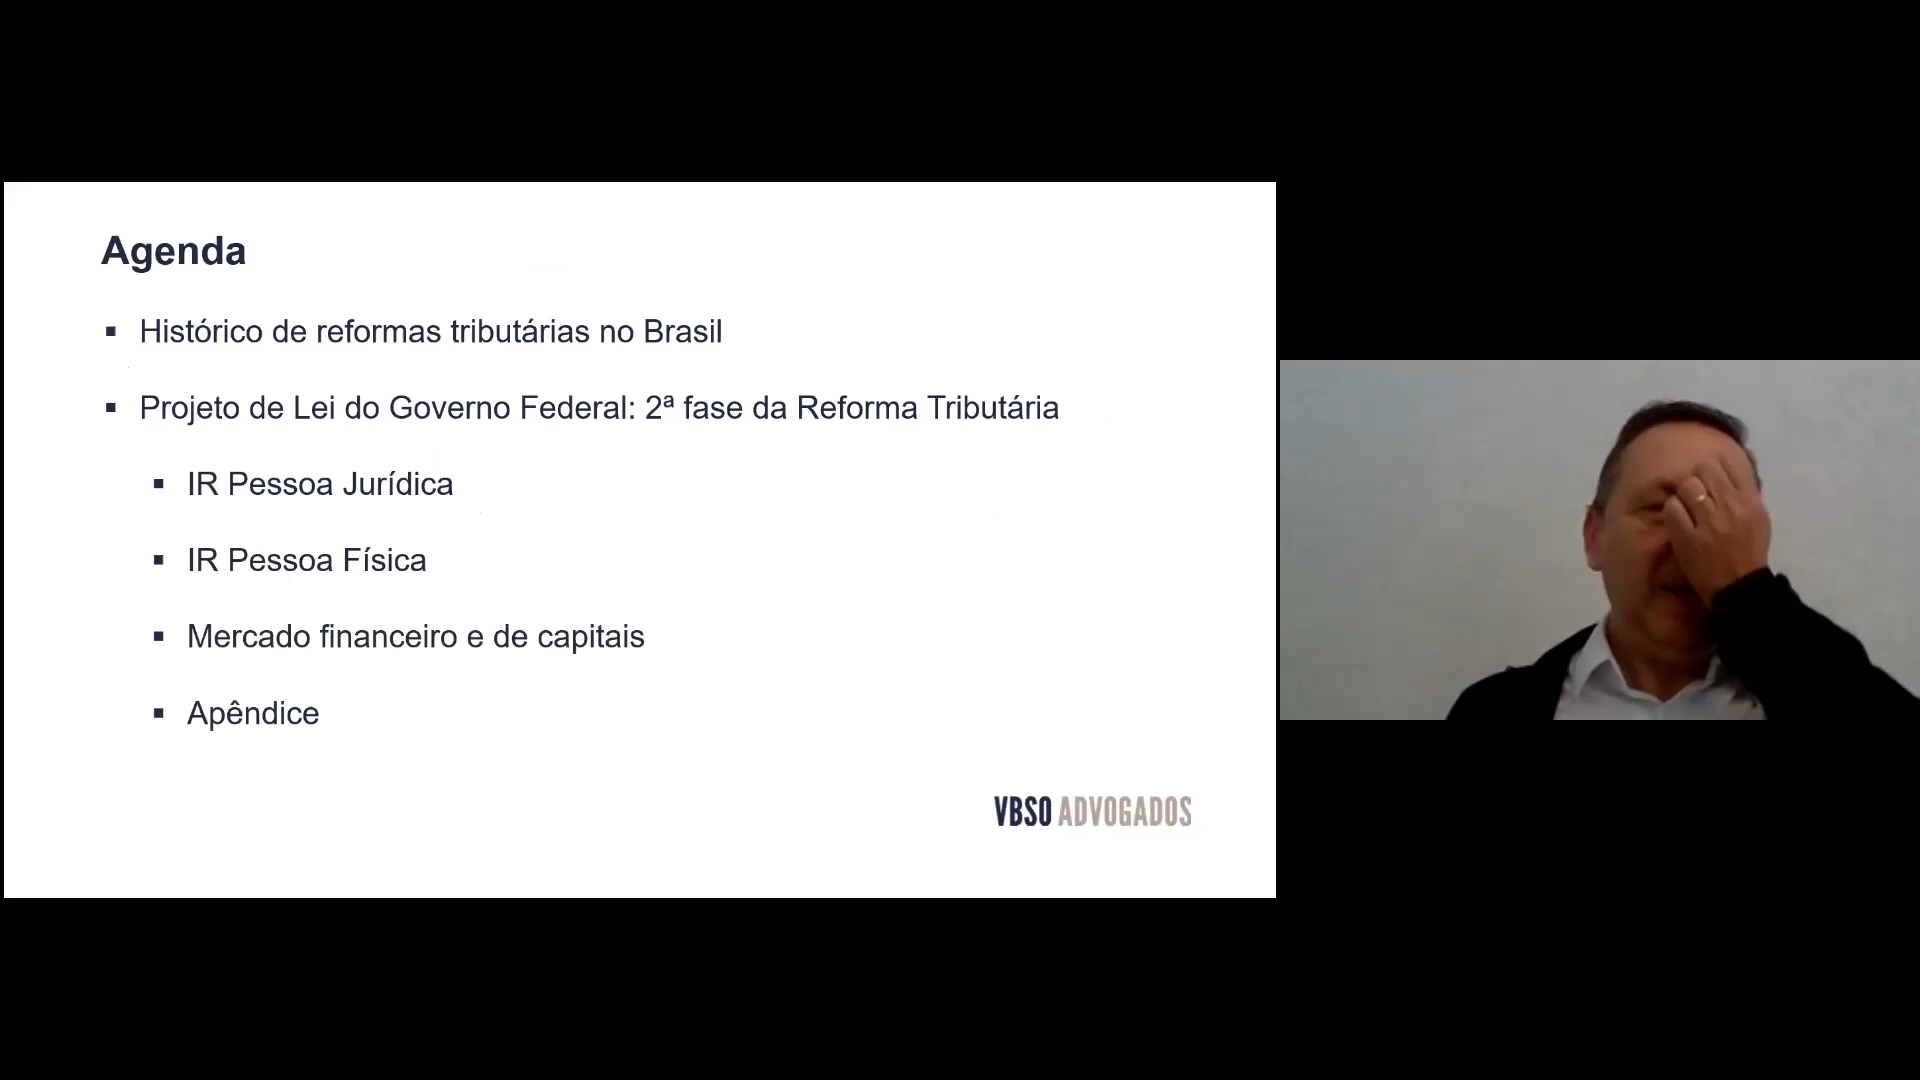 Agenda
▪ Histórico de reformas tributárias no Brasil
▪ Projeto de Lei do Governo Federal: 2ª fase da Reforma Tributária
▪ IR Pessoa Jurídica
▪ IR Pessoa Física
▪ Mercado financeiro e de capitais
▪ Apêndice
VBSO ADVOGADOS